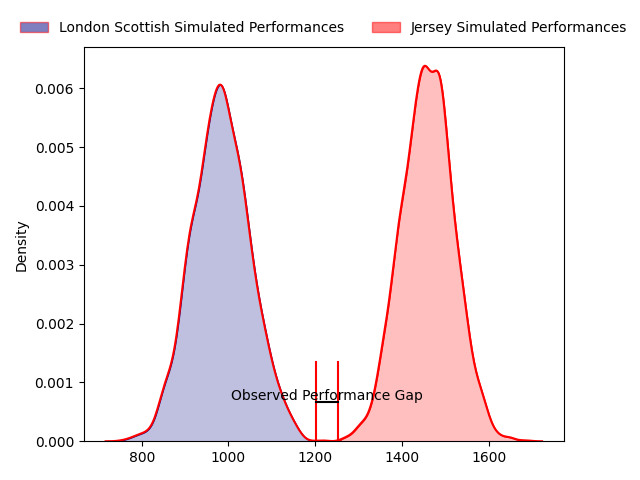 London Scottish Simulated Performances
Jersey Simulated Performances
0.006
0.005
0.004
0.003
0.002
0.001
0.000
Density
Observed Performance Gap
800 1000 1200 1400 1600